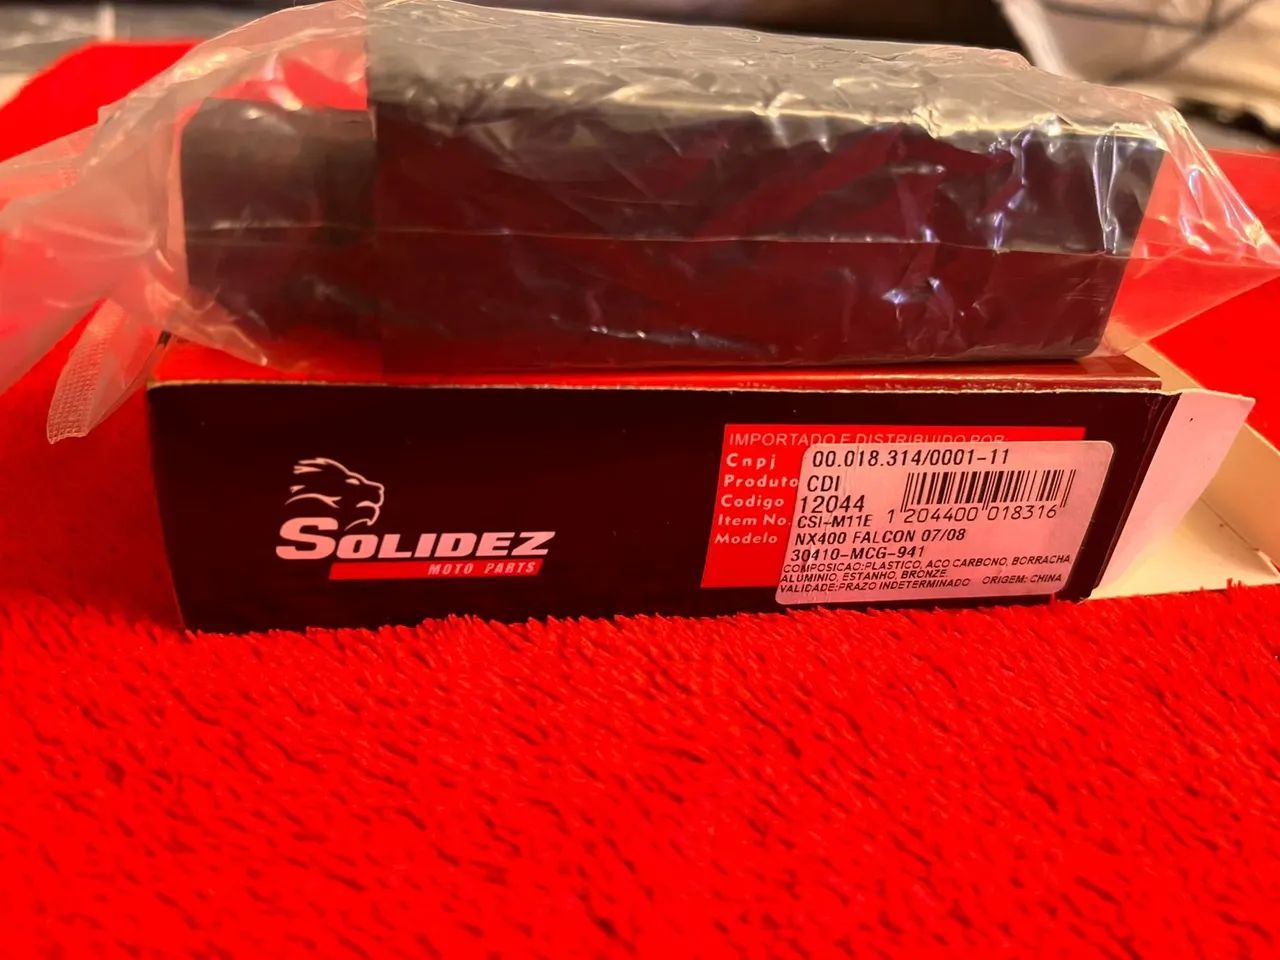 SOLIDEZ
MOTO PARTS
IMPORTADO E DISTRIBUIDO POR:
Cnpj 00.018.314/0001-11
Produto CDI
Codigo 12044
Item No. CSI-M11E 1 204400 018316
Modelo NX400 FALCON 07/08
30410-MCG-941
COMPOSICAO:PLASTICO, ACO CARBONO, BORRACHA
ALUMINIO, ESTANHO, BRONZE.
VALIDADE:PRAZO INDETERMINADO ORIGEM: CHINA